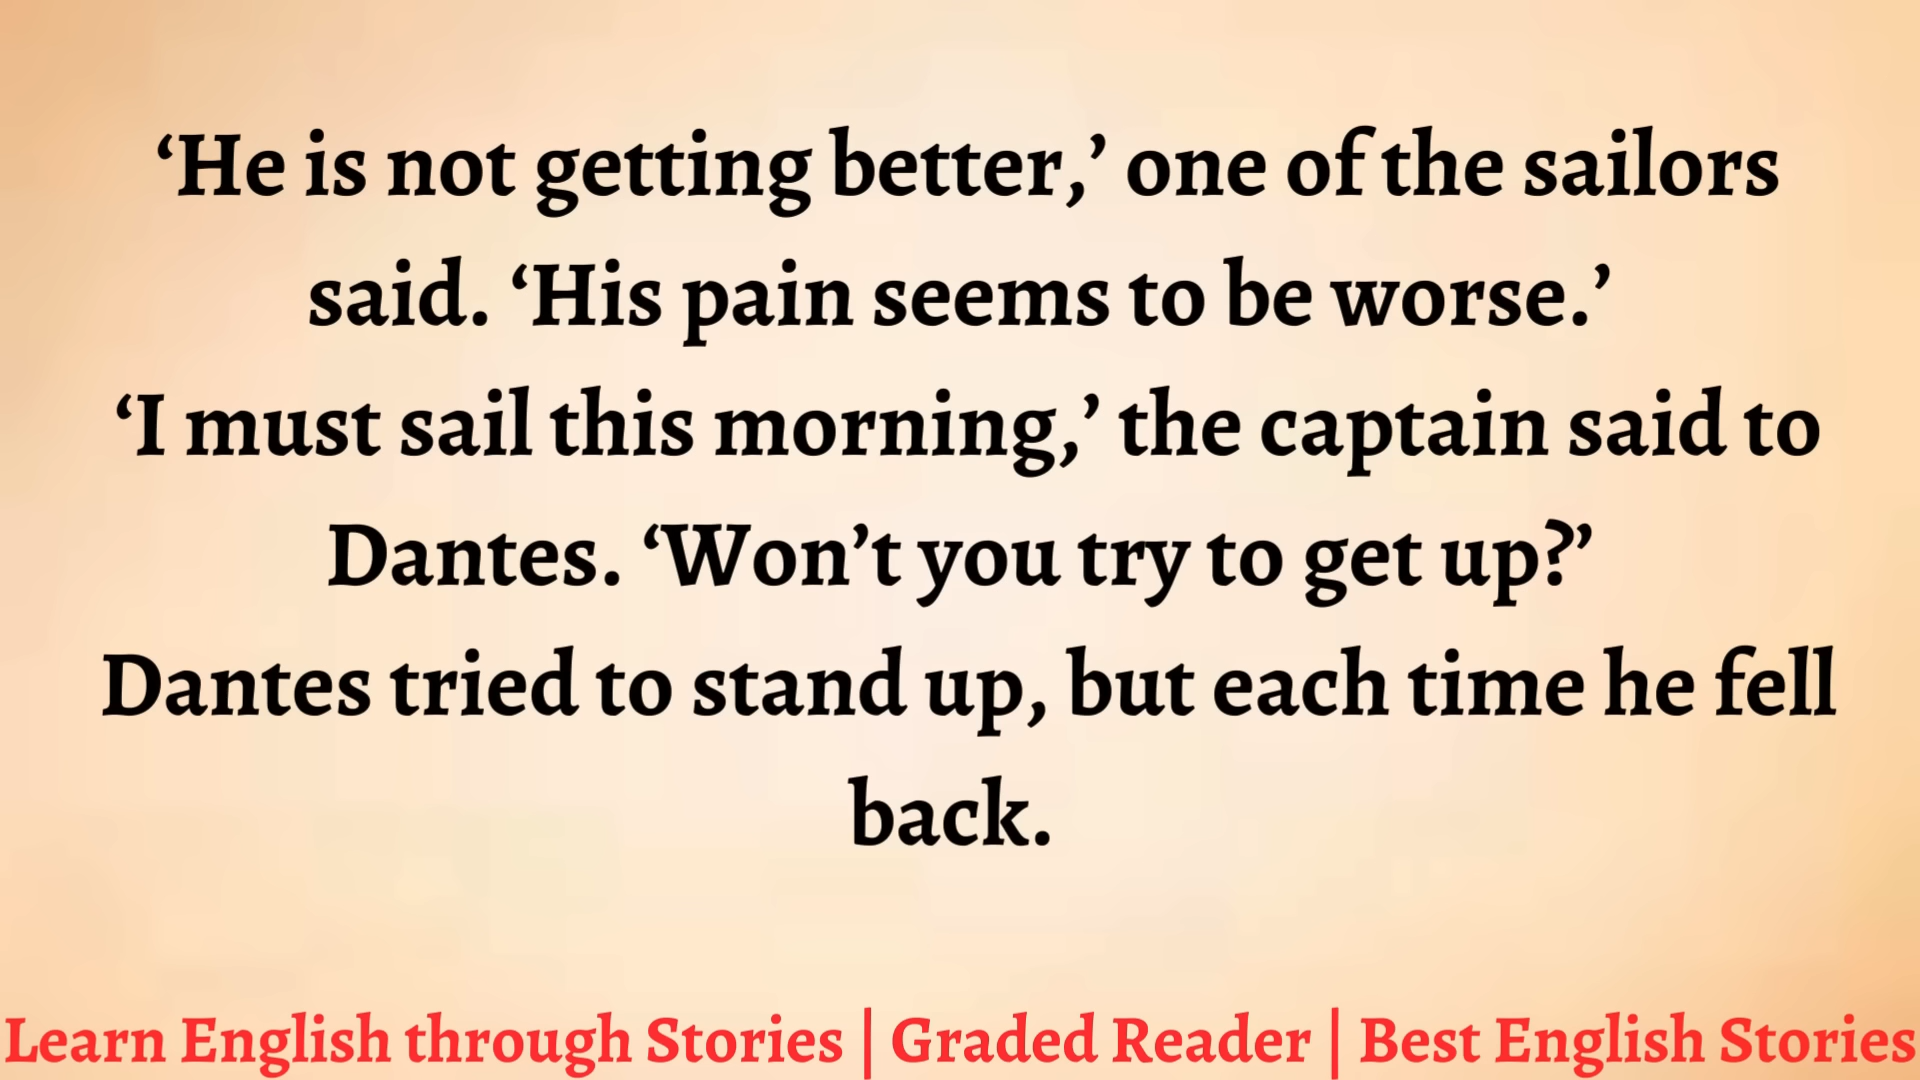 ‘He is not getting better,’ one of the sailors
said. ‘His pain seems to be worse.’
‘I must sail this morning,’ the captain said to
Dantes. ‘Won’t you try to get up?’
Dantes tried to stand up, but each time he fell
back.
Learn English through Stories | Graded Reader | Best English Stories